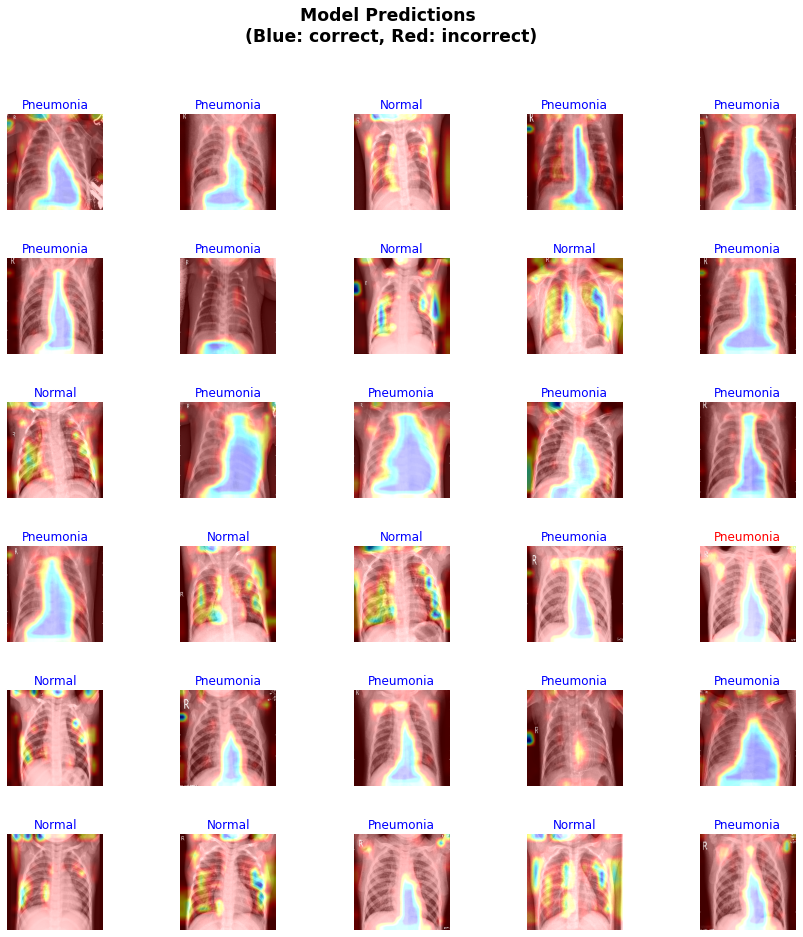 Model Predictions
(Blue: correct, Red: incorrect)
Pneumonia Pneumonia Normal Pneumonia Pneumonia
R R
Pneumonia Pneumonia Normal Normal Pneumonia
R R
Normal Pneumonia Pneumonia Pneumonia Pneumonia
R
Pneumonia Normal Normal Pneumonia Pneumonia
R
Normal Pneumonia Pneumonia Pneumonia Pneumonia
R
R
Normal Normal Pneumonia Normal Pneumonia
R
R